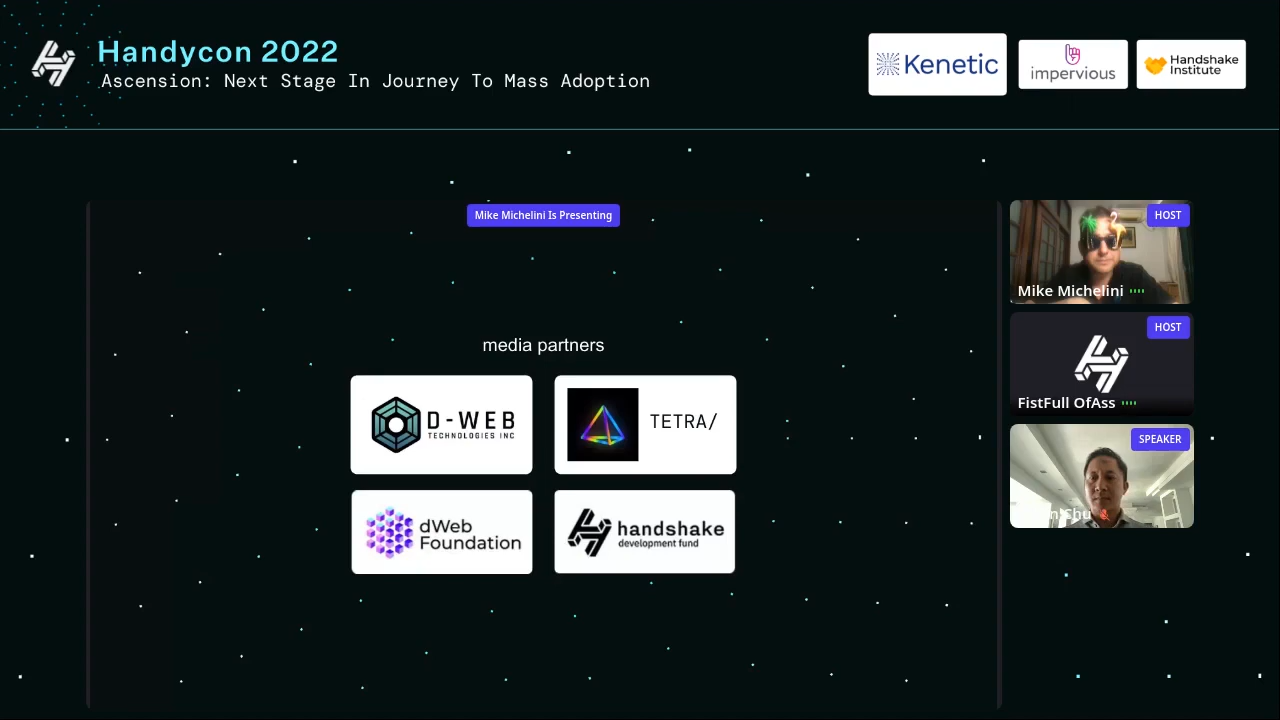 Handycon 2022
Ascension: Next Stage In Journey To Mass Adoption
Kenetic
impervious
Handshake
Institute
Mike Michelini Is Presenting
media partners
D-WEB
TECHNOLOGIES INC
TETRA/
dWeb
Foundation
handshake
development fund
HOST
Mike Michelini
HOST
FistFull OfAss
SPEAKER
Chu